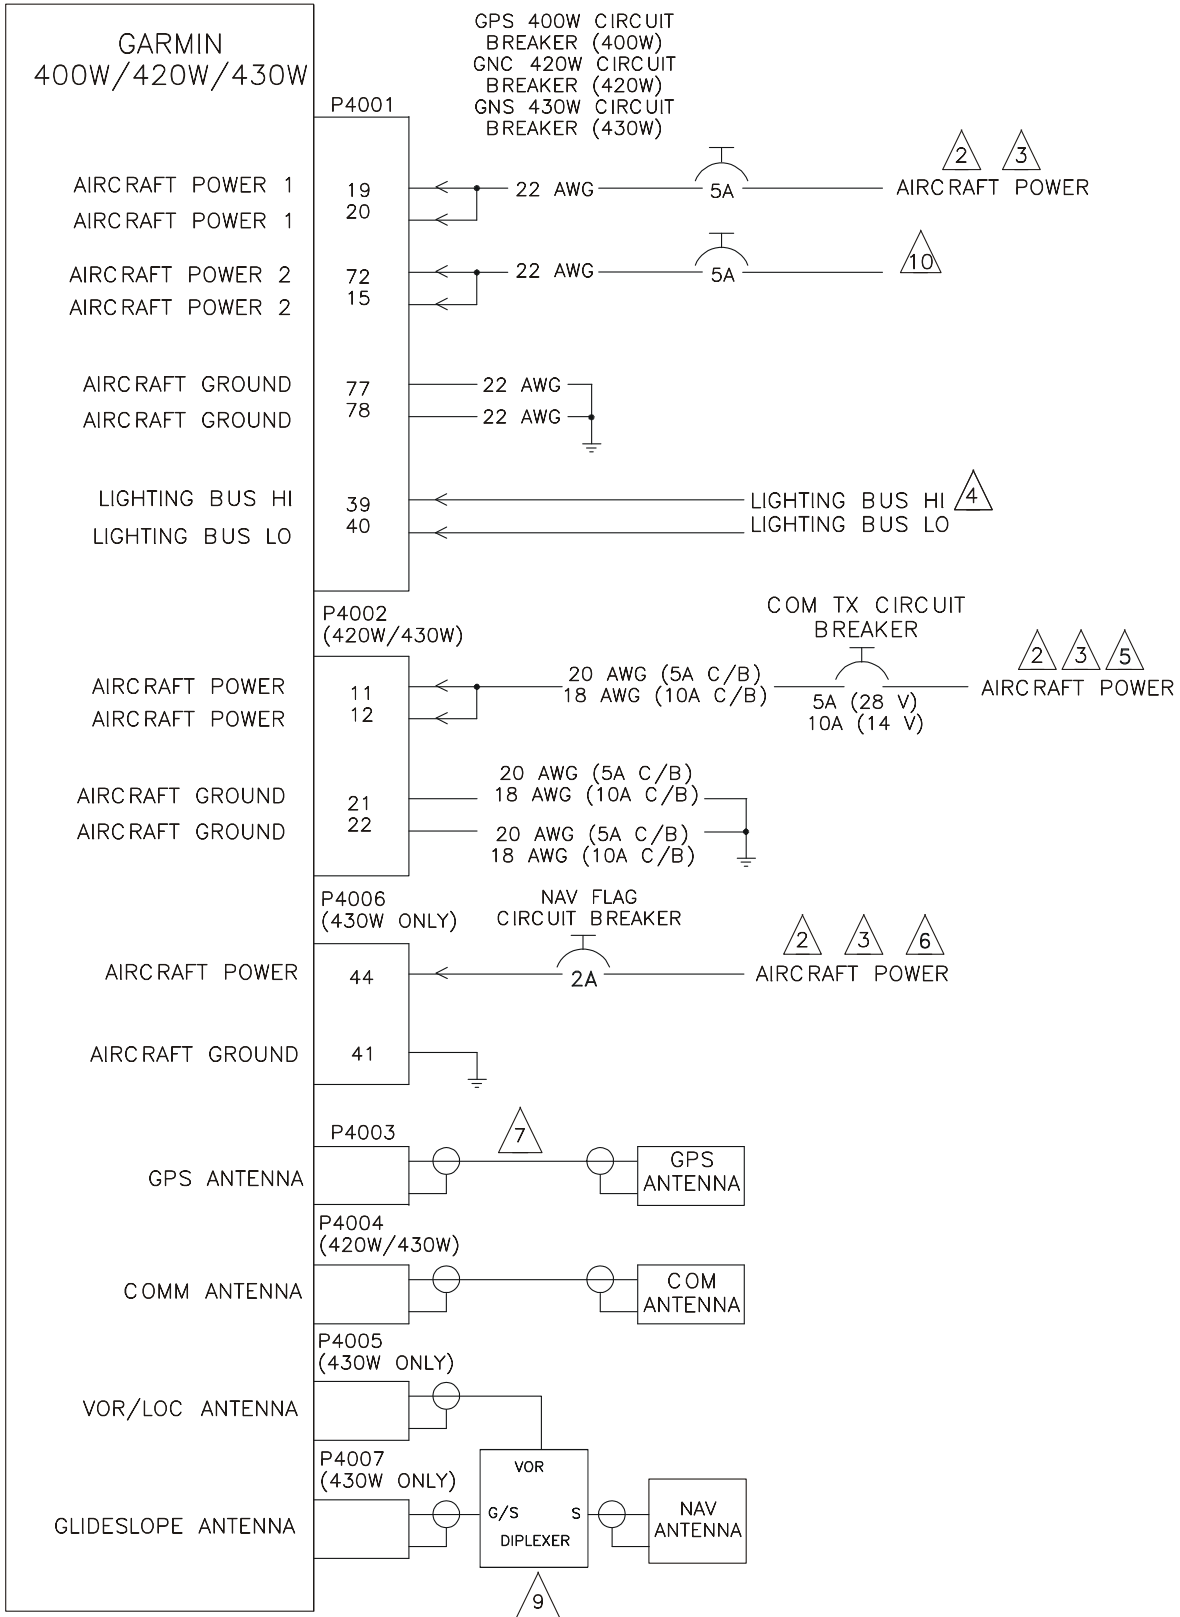 GARMIN
400W/420W/430W
GPS 400W CIRCUIT
BREAKER (400W)
GNC 420W CIRCUIT
BREAKER (420W)
GNS 430W CIRCUIT
BREAKER (430W)
P4001
2 3
AIRCRAFT POWER 1 19 22 AWG 5A AIRCRAFT POWER
AIRCRAFT POWER 1 20
AIRCRAFT POWER 2 72 22 AWG 5A 10
AIRCRAFT POWER 2 15
AIRCRAFT GROUND 77 22 AWG
AIRCRAFT GROUND 78 22 AWG
LIGHTING BUS HI 39 LIGHTING BUS HI 4
LIGHTING BUS LO 40 LIGHTING BUS LO
P4002
(420W/430W)
COM TX CIRCUIT
BREAKER
2 3 5
AIRCRAFT POWER 11 20 AWG (5A C/B) AIRCRAFT POWER
18 AWG (10A C/B)
5A (28 V)
10A (14 V)
AIRCRAFT POWER 12
20 AWG (5A C/B)
AIRCRAFT GROUND 21 18 AWG (10A C/B)
AIRCRAFT GROUND 22 20 AWG (5A C/B)
18 AWG (10A C/B)
P4006
(430W ONLY)
NAV FLAG
CIRCUIT BREAKER
2 3 6
AIRCRAFT POWER 44 2A AIRCRAFT POWER
AIRCRAFT GROUND 41
P4003
7
GPS ANTENNA
GPS
ANTENNA
P4004
(420W/430W)
COMM ANTENNA
COM
ANTENNA
P4005
(430W ONLY)
VOR/LOC ANTENNA
P4007
(430W ONLY)
VOR
GLIDESLOPE ANTENNA
G/S S
DIPLEXER
NAV
ANTENNA
9